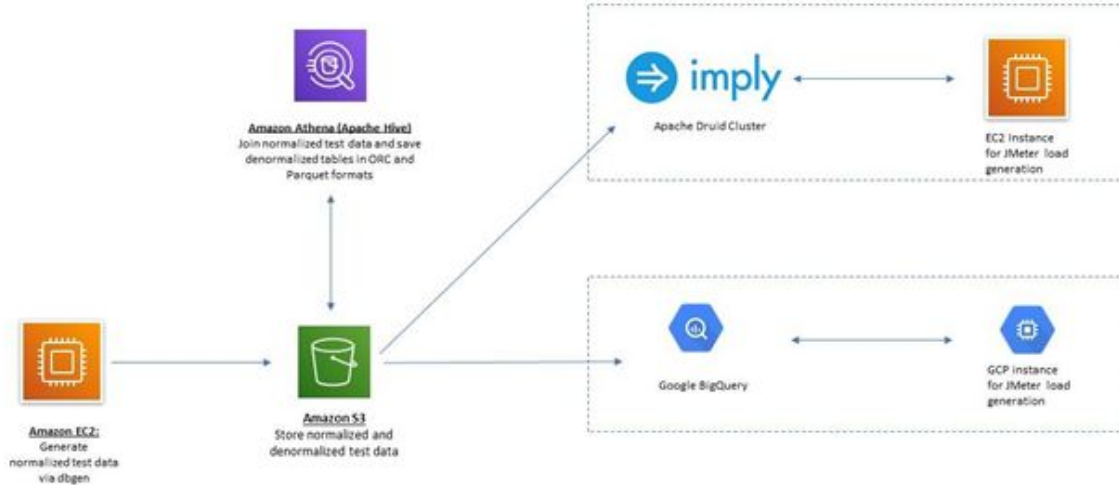 Amazon Athena (Apache Hive)
Join normalized test data and save
denormalized tables in ORC and
Parquet formats
imply
Apache Druid Cluster
EC2 Instance
for JMeter load
generation
Amazon EC2:
Generate
normalized test data
via dbgen
Amazon S3
Store normalized and
denormalized test data
Google BigQuery
GCP instance
for JMeter load
generation